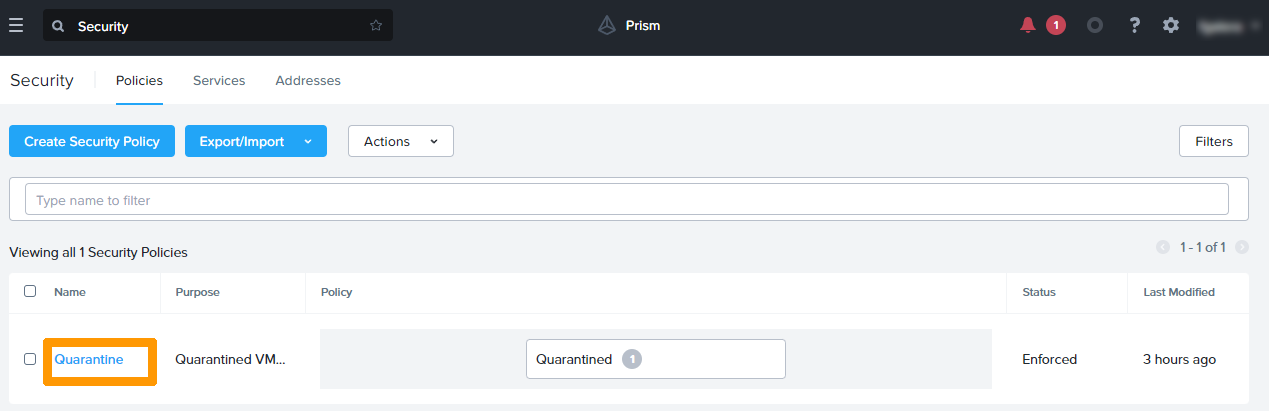 Security
Prism
1
?
Security
Policies
Services
Addresses
Create Security Policy
Export/Import
Actions
Filters
Type name to filter
Viewing all 1 Security Policies
1 - 1 of 1
Name
Purpose
Policy
Status
Last Modified
Quarantine
Quarantined VM...
Quarantined 1
Enforced
3 hours ago